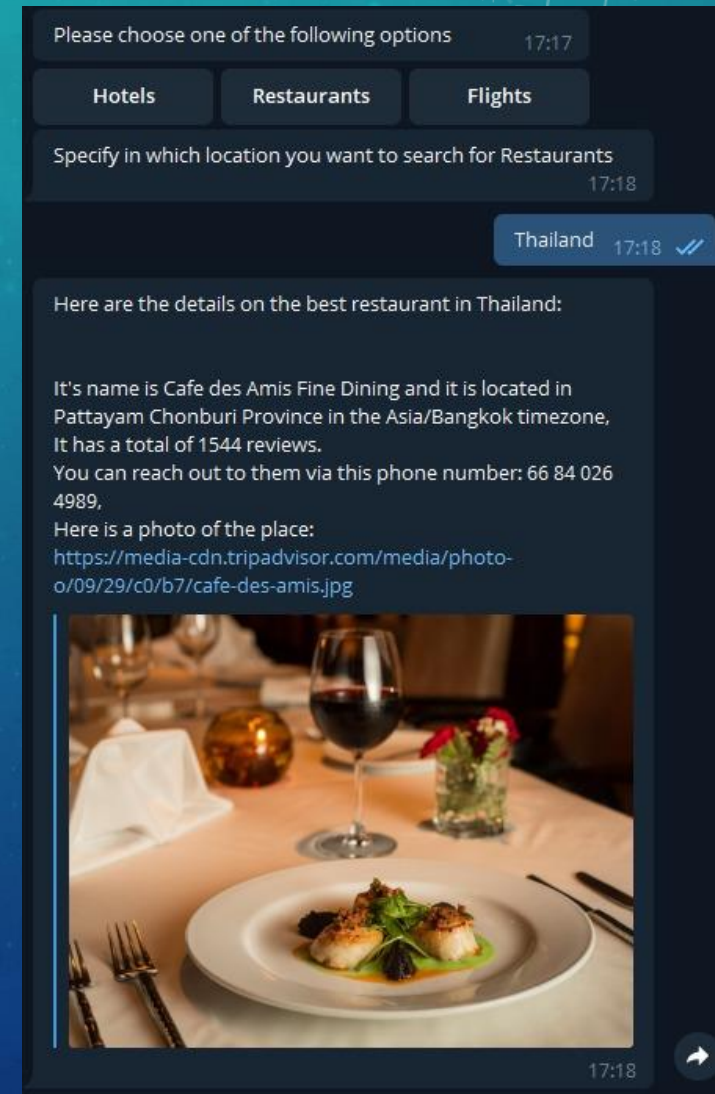 Please choose one of the following options 17:17
Hotels Restaurants Flights
Specify in which location you want to search for Restaurants
17:18
Thailand 17:18
Here are the details on the best restaurant in Thailand:
It's name is Cafe des Amis Fine Dining and it is located in
Pattayam Chonburi Province in the Asia/Bangkok timezone,
It has a total of 1544 reviews.
You can reach out to them via this phone number: 66 84 026
4989,
Here is a photo of the place:
https://media-cdn.tripadvisor.com/media/photo-
o/09/29/c0/b7/cafe-des-amis.jpg
17:18